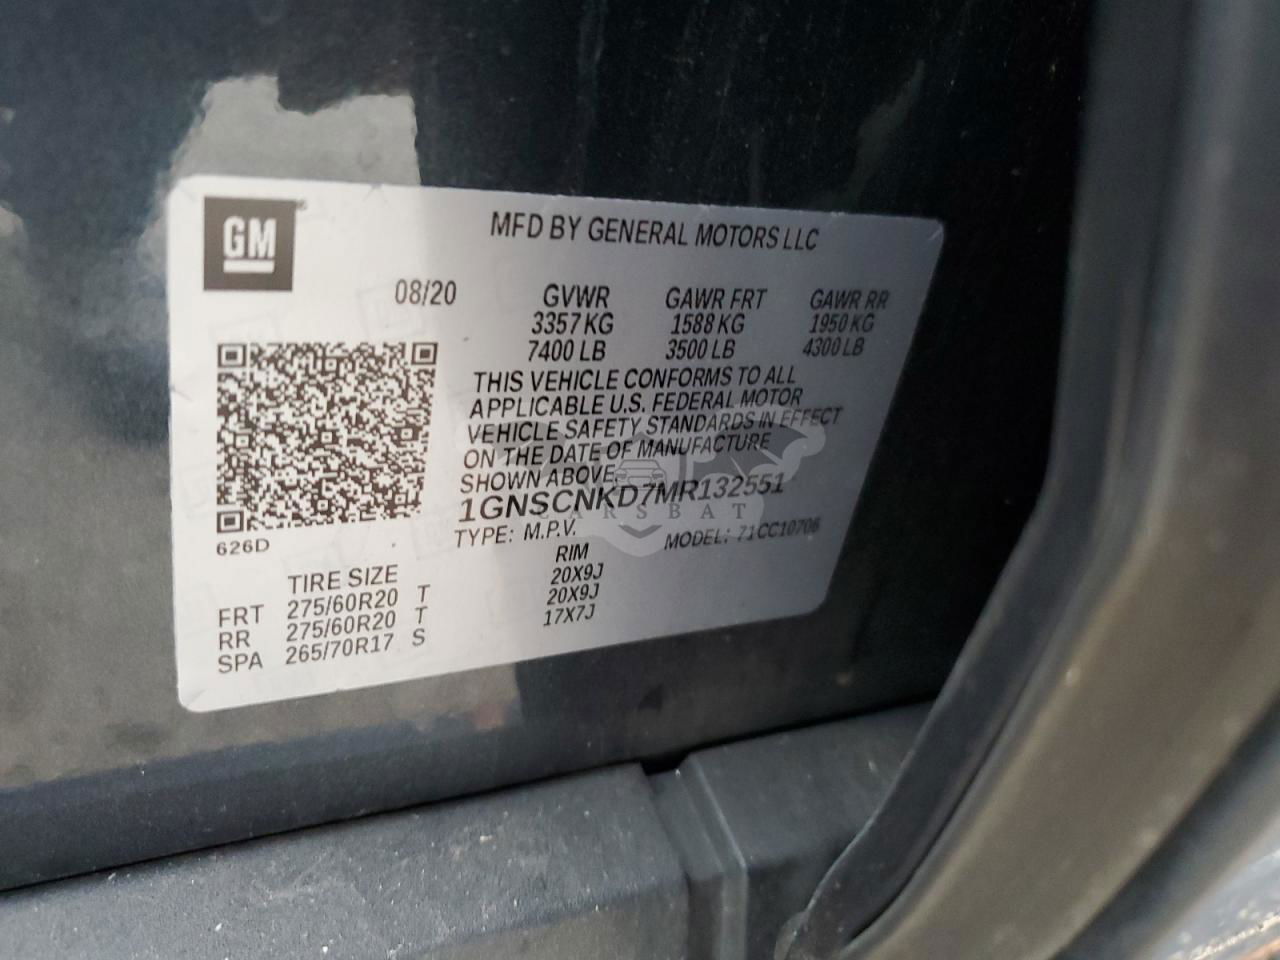 GM
MFD BY GENERAL MOTORS LLC
08/20
GVWR GAWR FRT GAWR RR
3357 KG 1588 KG 1950 KG
7400 LB 3500 LB 4300 LB
THIS VEHICLE CONFORMS TO ALL
APPLICABLE U.S. FEDERAL MOTOR
VEHICLE SAFETY STANDARDS IN EFFECT
ON THE DATE OF MANUFACTURE
SHOWN ABOVE.
1GNSCNKD7MR132551
CARSBAT
TYPE: M.P.V. MODEL: 71CC10706
626D
TIRE SIZE RIM
FRT 275/60R20 T 20X9J
RR 275/60R20 T 20X9J
SPA 265/70R17 S 17X7J